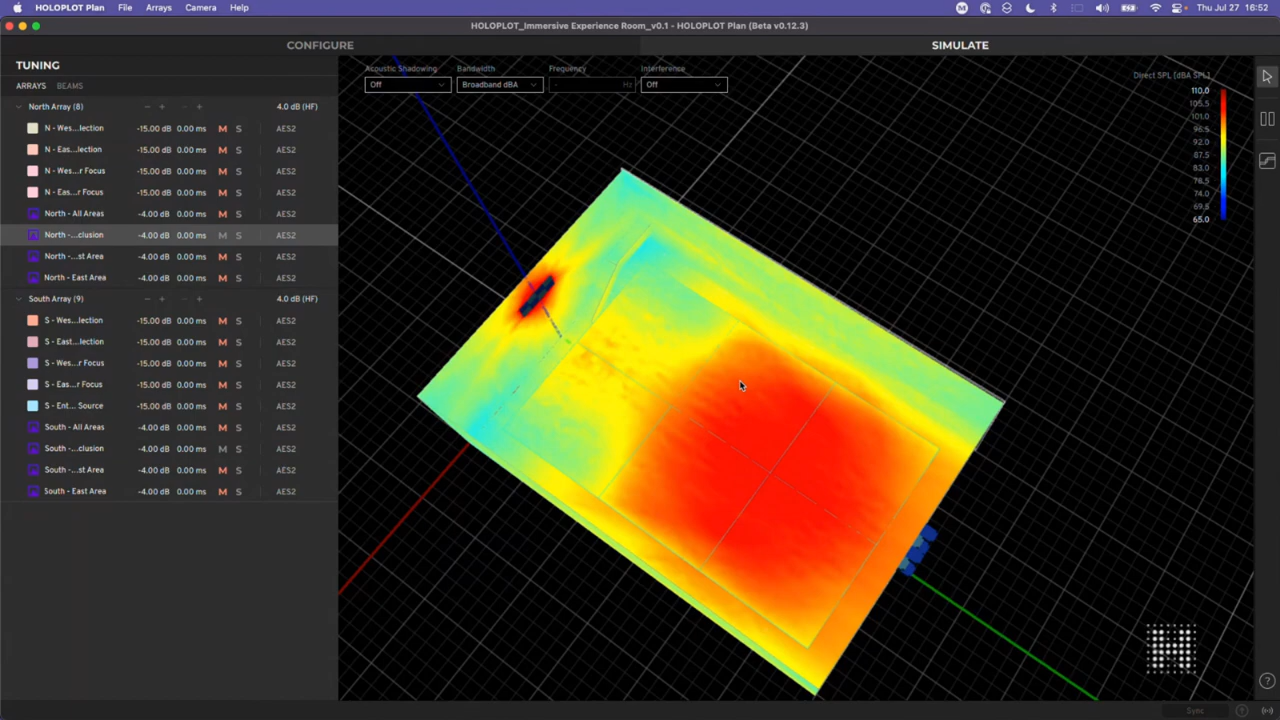 HOLOPLOT Plan File Arrays Camera Help Thu Jul 27 16:52
HOLOPLOT_Immersive Experience Room_v0.1 - HOLOPLOT Plan (Beta v0.12.3)
CONFIGURE SIMULATE
TUNING
ARRAYS BEAMS
North Array (8) − + − + 4.0 dB (HF)
N - Wes...lection -15.00 dB 0.00 ms M S AES2
N - Eas...lection -15.00 dB 0.00 ms M S AES2
N - Wes...r Focus -15.00 dB 0.00 ms M S AES2
N - Eas...r Focus -15.00 dB 0.00 ms M S AES2
North - All Areas -4.00 dB 0.00 ms M S AES2
North -...clusion -4.00 dB 0.00 ms M S AES2
North -...st Area -4.00 dB 0.00 ms M S AES2
North - East Area -4.00 dB 0.00 ms M S AES2
South Array (9) − + − + 4.0 dB (HF)
S - Wes...lection -15.00 dB 0.00 ms M S AES2
S - East...lection -15.00 dB 0.00 ms M S AES2
S - Wes...r Focus -15.00 dB 0.00 ms M S AES2
S - Eas...r Focus -15.00 dB 0.00 ms M S AES2
S - Ent... Source -15.00 dB 0.00 ms M S AES2
South - All Areas -4.00 dB 0.00 ms M S AES2
South -...clusion -4.00 dB 0.00 ms M S AES2
South -...st Area -4.00 dB 0.00 ms M S AES2
South - East Area -4.00 dB 0.00 ms M S AES2
Acoustic Shadowing Bandwidth Frequency Interference
Off Broadband dBA - Hz Off
Direct SPL [dBA SPL]
110.0
105.5
101.0
96.5
92.0
87.5
83.0
78.5
74.0
69.5
65.0
H
Sync